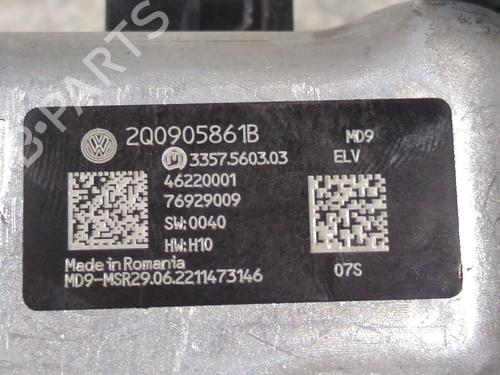 B-PARTS
2Q0905861B
MD9
3357.5603.03
ELV
46220001
76929009
SW:0040
HW:H10
Made in Romania
07S
MD9-MSR29.06.2211473146